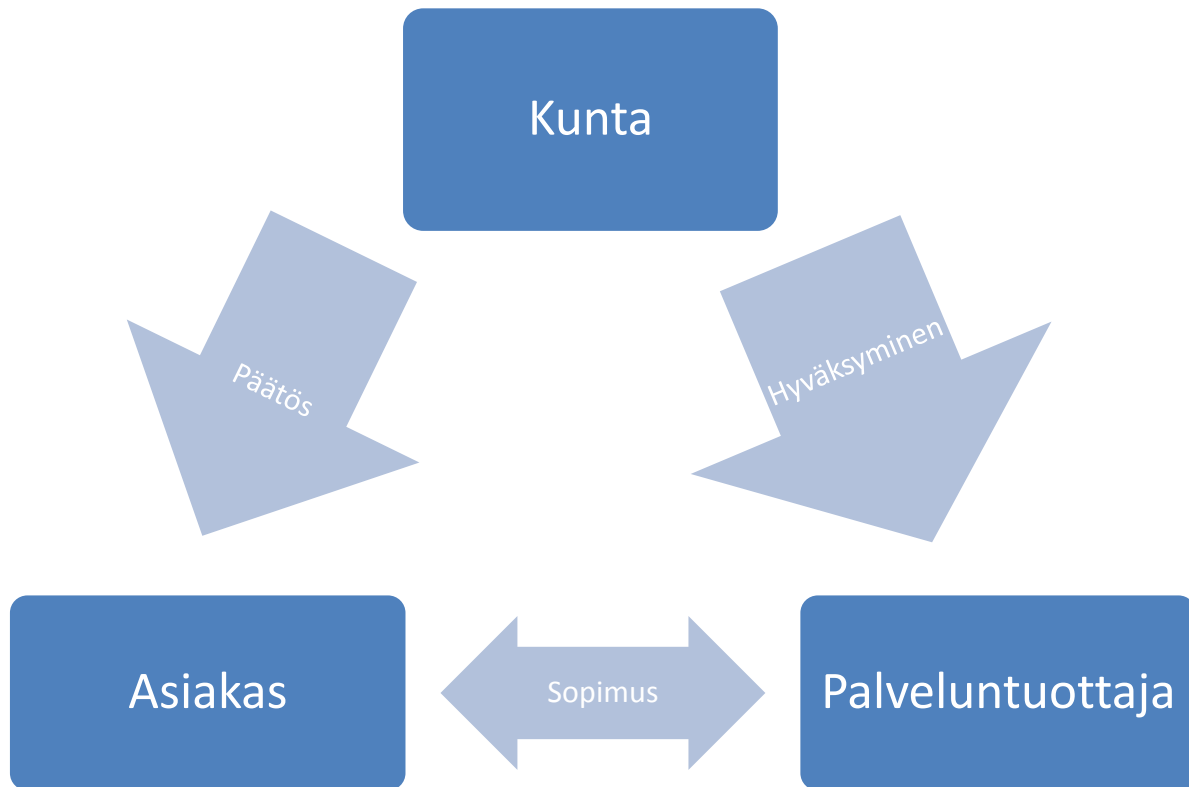 Kunta
Päätös
Hyväksyminen
Asiakas
Sopimus
Palveluntuottaja